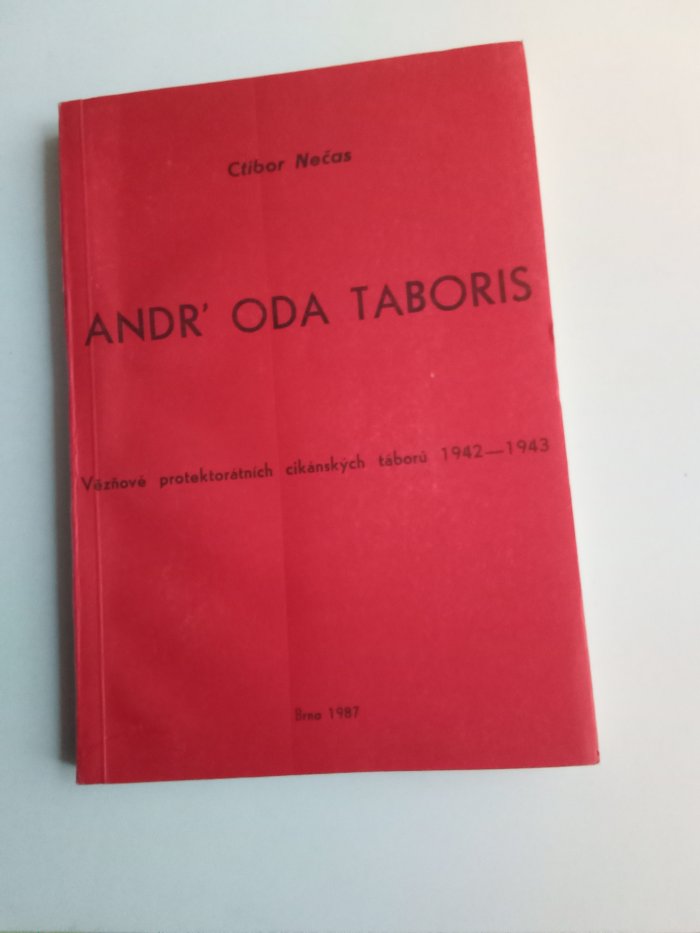 Ctibor Nečas
ANDR' ODA TABORIS
Vězňové protektorátních cikánských táborů 1942—1943
Brno 1987